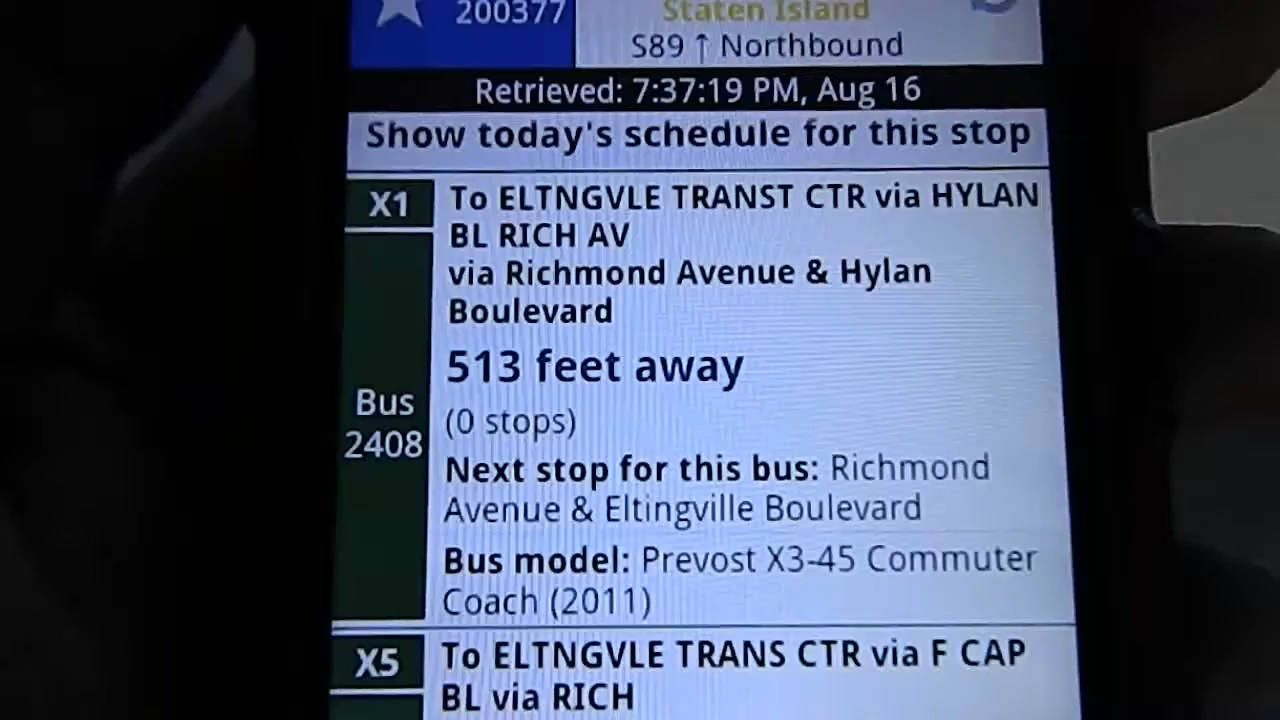 200377
Staten Island
S89 ↑ Northbound
Retrieved: 7:37:19 PM, Aug 16
Show today's schedule for this stop
X1
To ELTNGVLE TRANST CTR via HYLAN
BL RICH AV
via Richmond Avenue & Hylan
Boulevard
513 feet away
(0 stops)
Bus
2408
Next stop for this bus: Richmond
Avenue & Eltingville Boulevard
Bus model: Prevost X3-45 Commuter
Coach (2011)
X5
To ELTNGVLE TRANS CTR via F CAP
BL via RICH